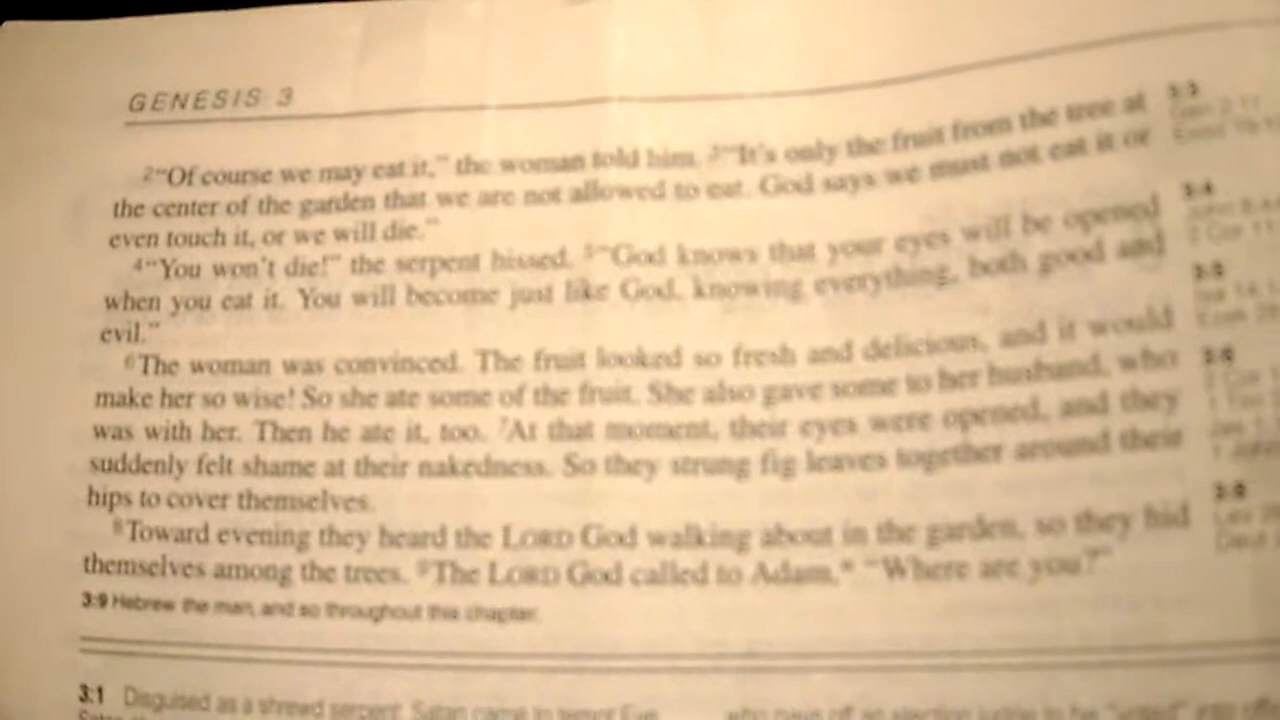 GENESIS 3
2“Of course we may eat it,” the woman told him. 3“It's only the fruit from the tree at
the center of the garden that we are not allowed to eat. God says we must not eat it or
even touch it, or we will die.”
4“You won't die!” the serpent hissed. 5“God knows that your eyes will be opened
when you eat it. You will become just like God, knowing everything, both good and
evil.”
6The woman was convinced. The fruit looked so fresh and delicious, and it would
make her so wise! So she ate some of the fruit. She also gave some to her husband, who
was with her. Then he ate it, too. 7At that moment, their eyes were opened, and they
suddenly felt shame at their nakedness. So they strung fig leaves together around their
hips to cover themselves.
8Toward evening they heard the LORD God walking about in the garden, so they hid
themselves among the trees. 9The LORD God called to Adam,* “Where are you?”
3:9 Hebrew the man, and so throughout this chapter.
3:1 Disguised as a shrewd serpent, Satan came to tempt Eve.
3:3
3:4
3:5
3:6
3:8